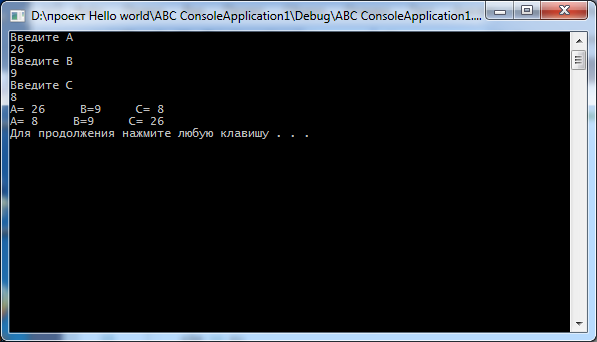 D:\проект Hello world\ABC ConsoleApplication1\Debug\ABC ConsoleApplication1....
Введите A
26
Введите B
9
Введите C
8
A= 26     B=9     C= 8
A= 8     B=9     C= 26
Для продолжения нажмите любую клавишу . . .